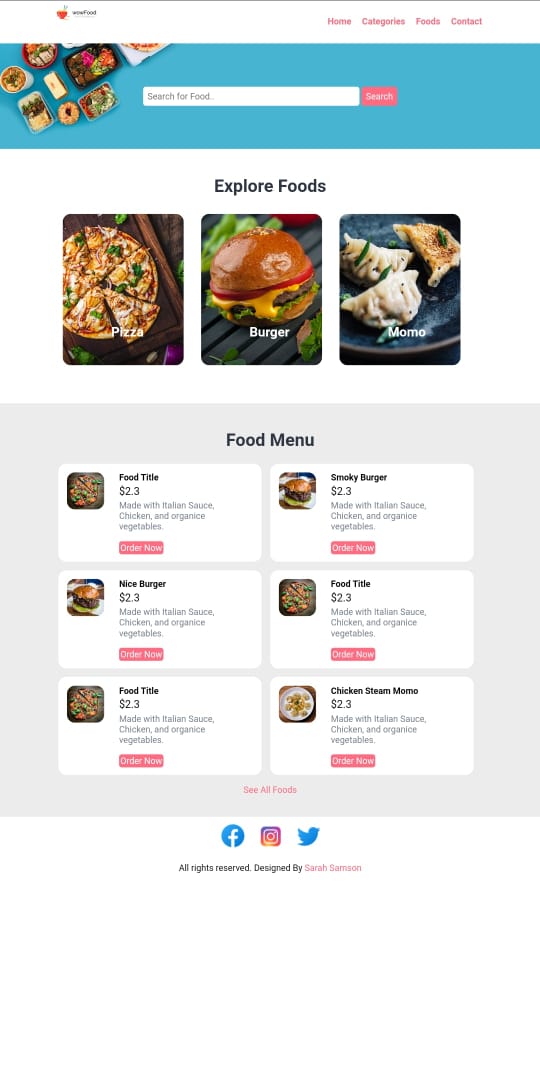 wowFood
Home Categories Foods Contact
Search for Food.. Search
Explore Foods
Pizza
Burger
Momo
Food Menu
Food Title
$2.3
Made with Italian Sauce,
Chicken, and organice
vegetables.
Order Now
Smoky Burger
$2.3
Made with Italian Sauce,
Chicken, and organice
vegetables.
Order Now
Nice Burger
$2.3
Made with Italian Sauce,
Chicken, and organice
vegetables.
Order Now
Food Title
$2.3
Made with Italian Sauce,
Chicken, and organice
vegetables.
Order Now
Food Title
$2.3
Made with Italian Sauce,
Chicken, and organice
vegetables.
Order Now
Chicken Steam Momo
$2.3
Made with Italian Sauce,
Chicken, and organice
vegetables.
Order Now
See All Foods
All rights reserved. Designed By Sarah Samson